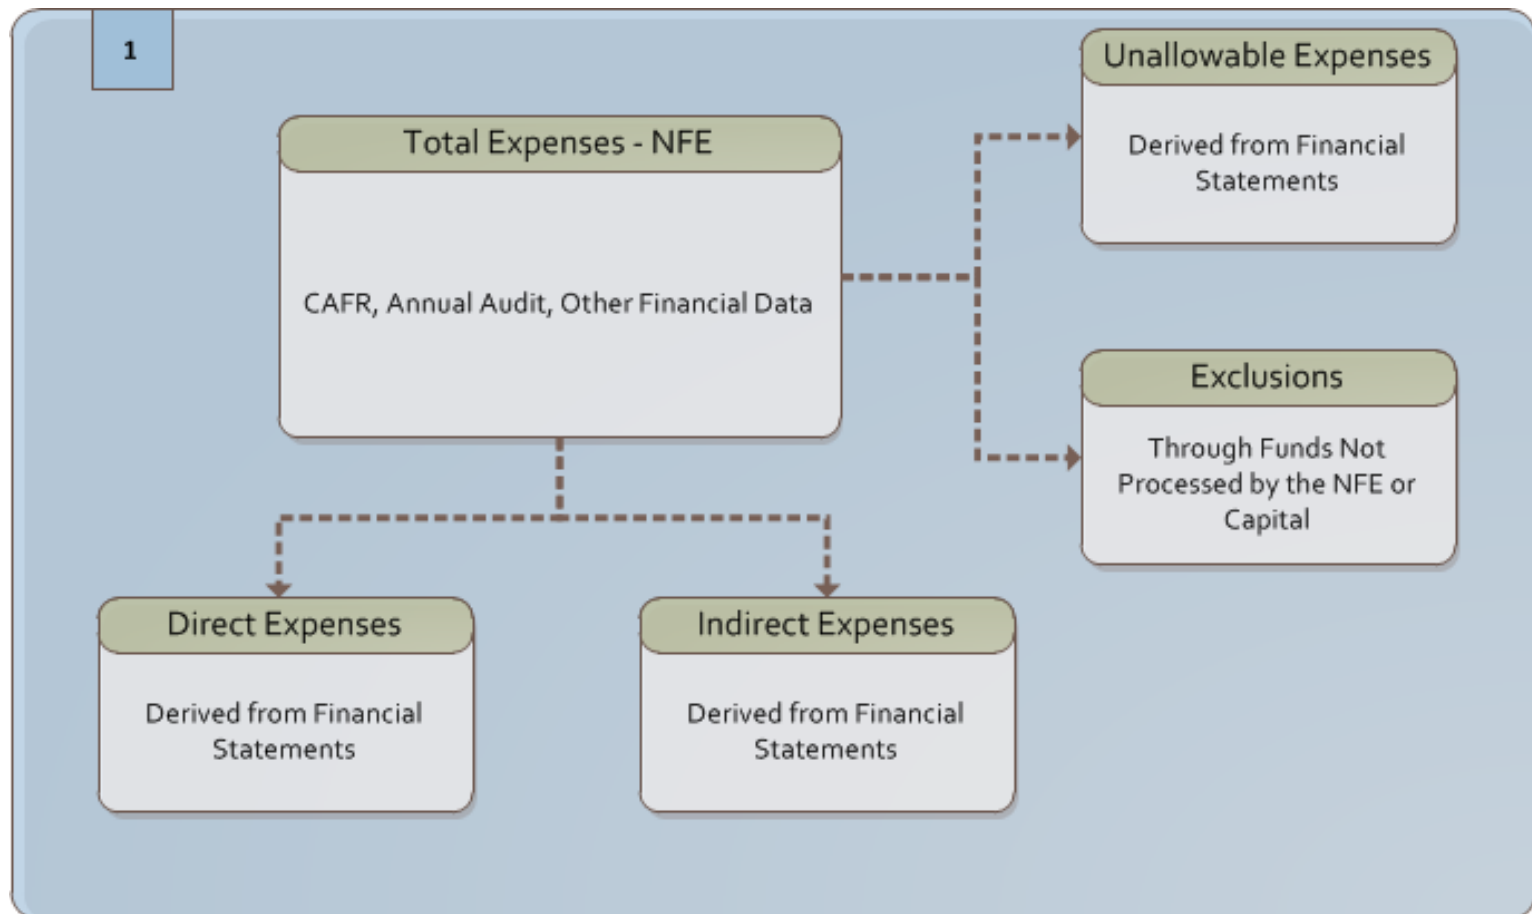 1
Total Expenses - NFE
CAFR, Annual Audit, Other Financial Data
Unallowable Expenses
Derived from Financial
Statements
Exclusions
Through Funds Not
Processed by the NFE or
Capital
Direct Expenses
Derived from Financial
Statements
Indirect Expenses
Derived from Financial
Statements